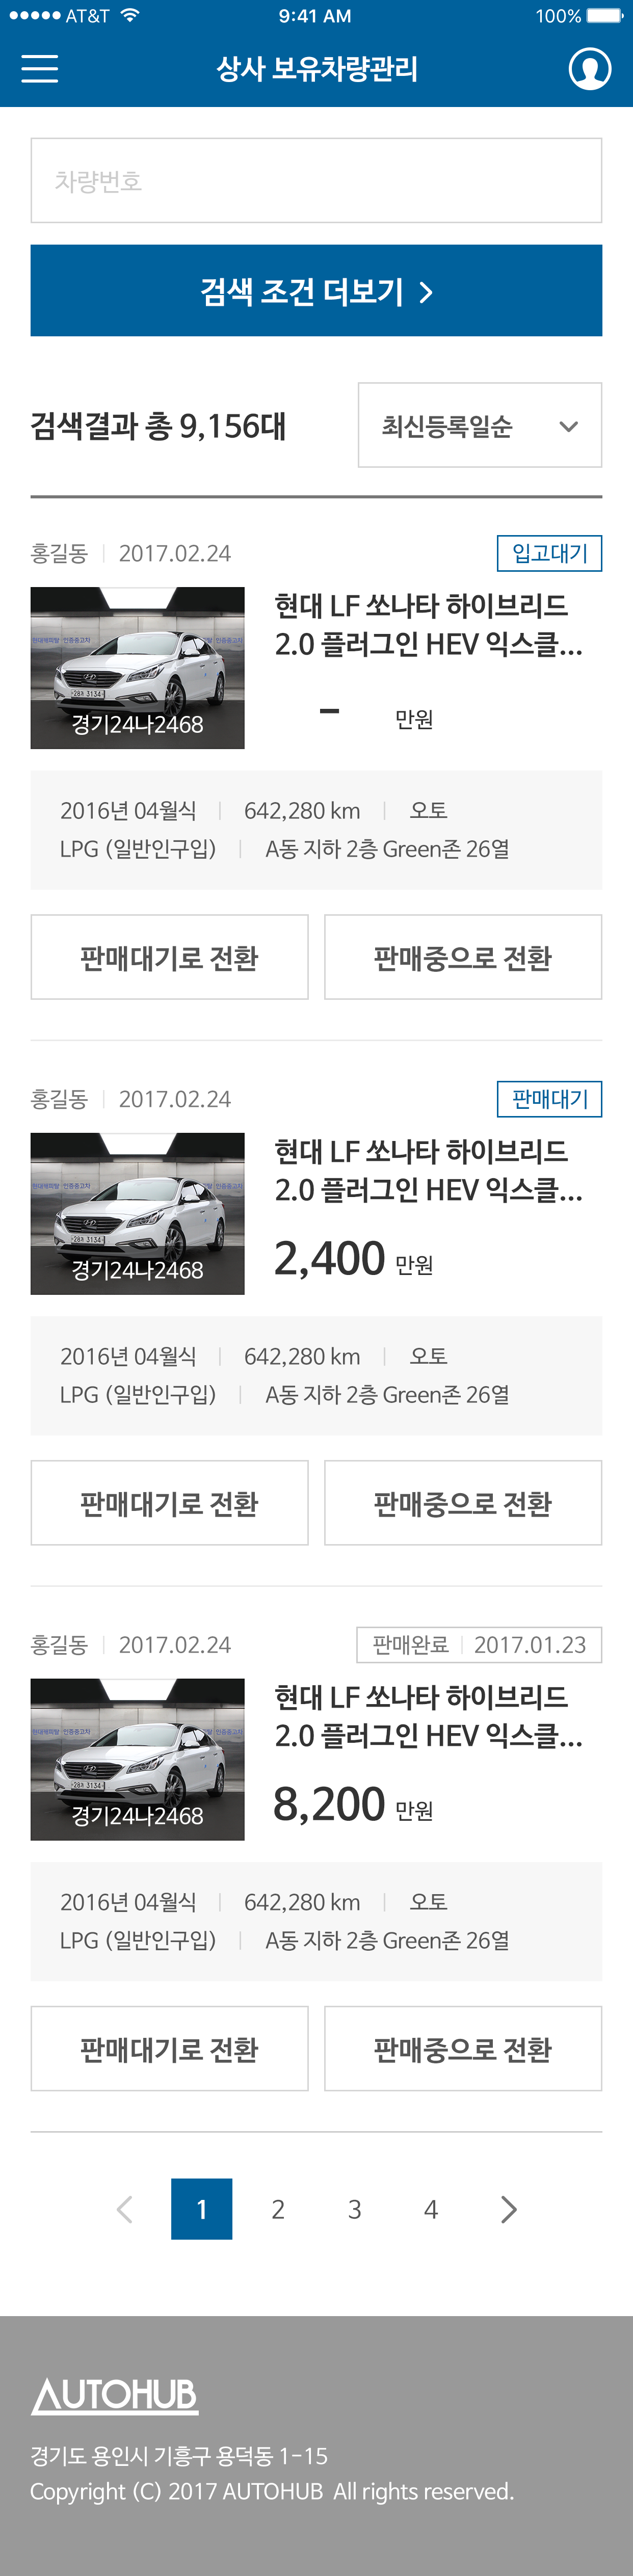 AT&T 9:41 AM 100%
상사 보유차량관리
차량번호
검색 조건 더보기
검색결과 총 9,156대
최신등록일순
홍길동 2017.02.24
입고대기
경기24나2468
현대 LF 쏘나타 하이브리드
2.0 플러그인 HEV 익스클...
- 만원
2016년 04월식 642,280 km 오토
LPG (일반인구입) A동 지하 2층 Green존 26열
판매대기로 전환
판매중으로 전환
홍길동 2017.02.24
판매대기
경기24나2468
현대 LF 쏘나타 하이브리드
2.0 플러그인 HEV 익스클...
2,400 만원
2016년 04월식 642,280 km 오토
LPG (일반인구입) A동 지하 2층 Green존 26열
판매대기로 전환
판매중으로 전환
홍길동 2017.02.24
판매완료 2017.01.23
경기24나2468
현대 LF 쏘나타 하이브리드
2.0 플러그인 HEV 익스클...
8,200 만원
2016년 04월식 642,280 km 오토
LPG (일반인구입) A동 지하 2층 Green존 26열
판매대기로 전환
판매중으로 전환
1 2 3 4
AUTOHUB
경기도 용인시 기흥구 용덕동 1-15
Copyright (C) 2017 AUTOHUB All rights reserved.